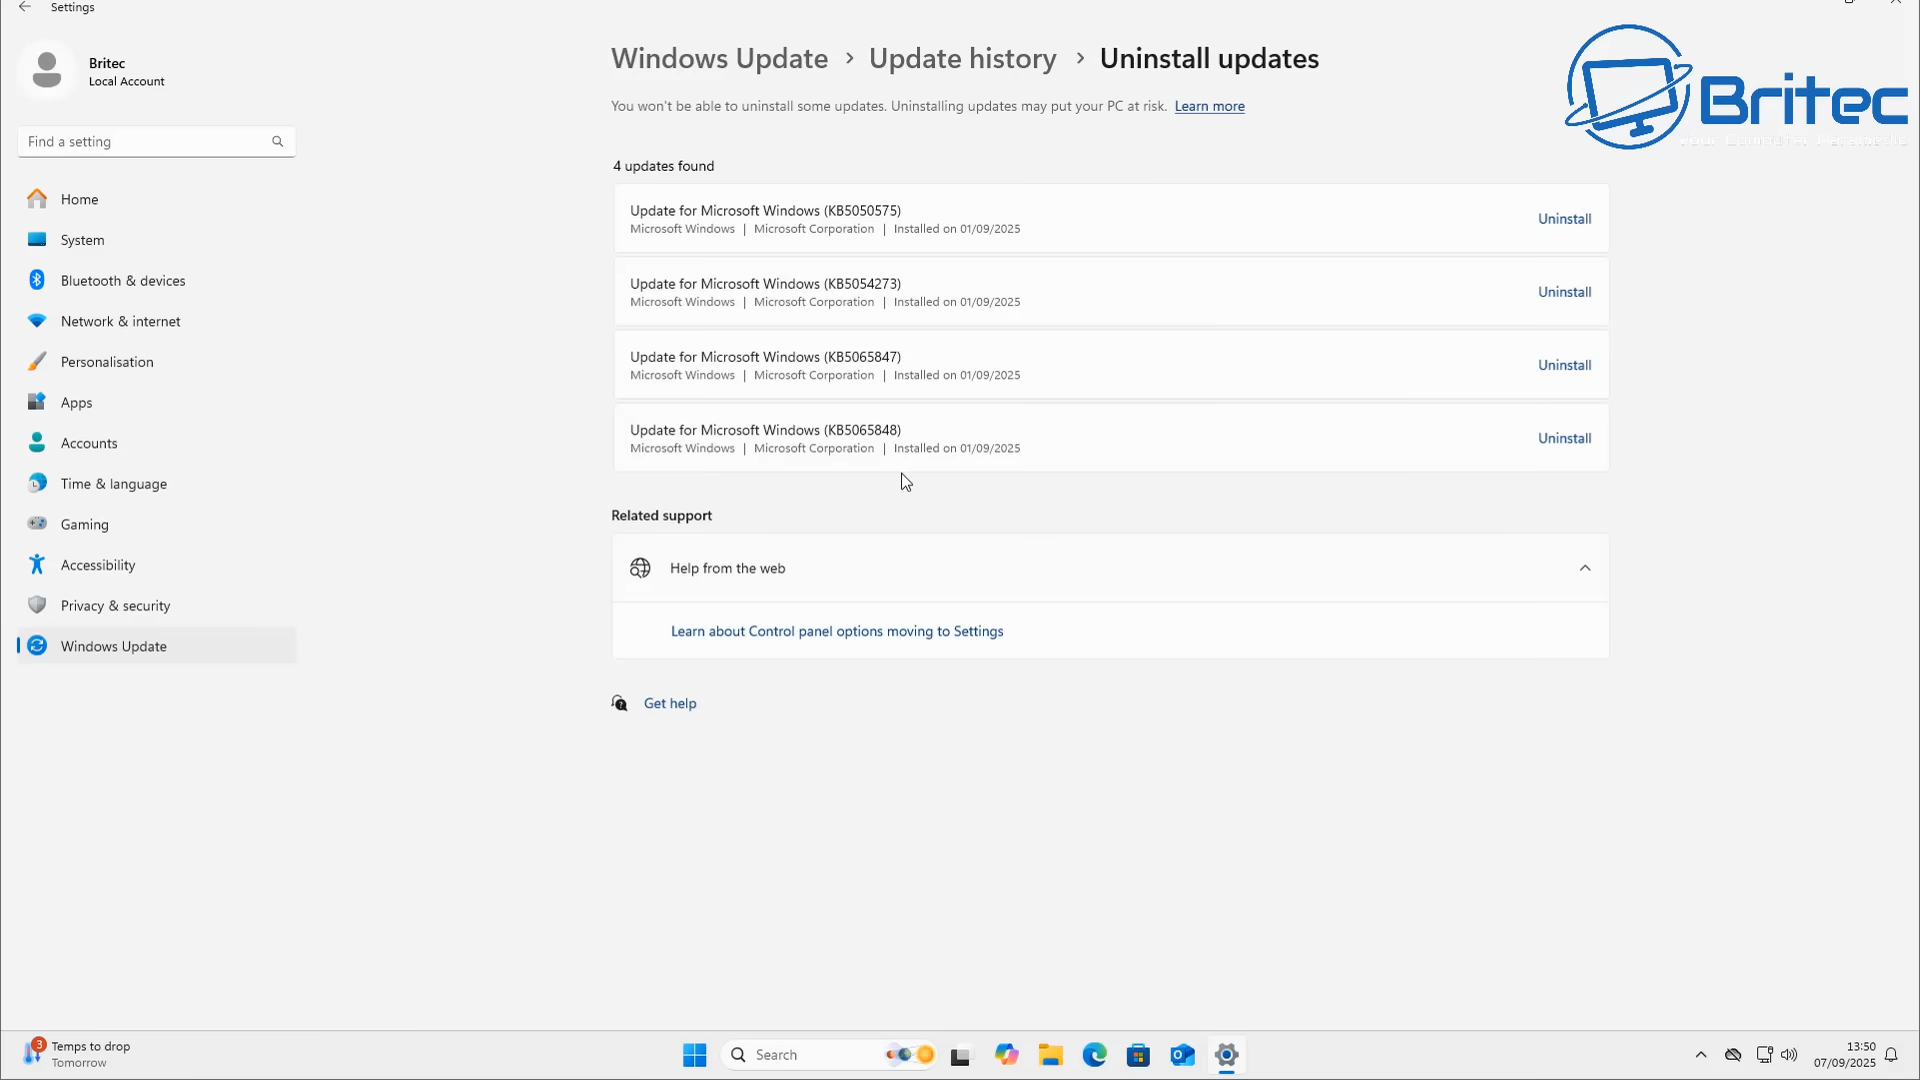 Settings
Britec
Local Account
Find a setting
Home
System
Bluetooth & devices
Network & internet
Personalisation
Apps
Accounts
Time & language
Gaming
Accessibility
Privacy & security
Windows Update
Windows Update › Update history › Uninstall updates
You won't be able to uninstall some updates. Uninstalling updates may put your PC at risk. Learn more
4 updates found
Update for Microsoft Windows (KB5050575)
Microsoft Windows | Microsoft Corporation | Installed on 01/09/2025
Uninstall
Update for Microsoft Windows (KB5054273)
Microsoft Windows | Microsoft Corporation | Installed on 01/09/2025
Uninstall
Update for Microsoft Windows (KB5065847)
Microsoft Windows | Microsoft Corporation | Installed on 01/09/2025
Uninstall
Update for Microsoft Windows (KB5065848)
Microsoft Windows | Microsoft Corporation | Installed on 01/09/2025
Uninstall
Related support
Help from the web
Learn about Control panel options moving to Settings
Get help
Britec
Your Computer
3
Temps to drop
Tomorrow
Search
13:50
07/09/2025